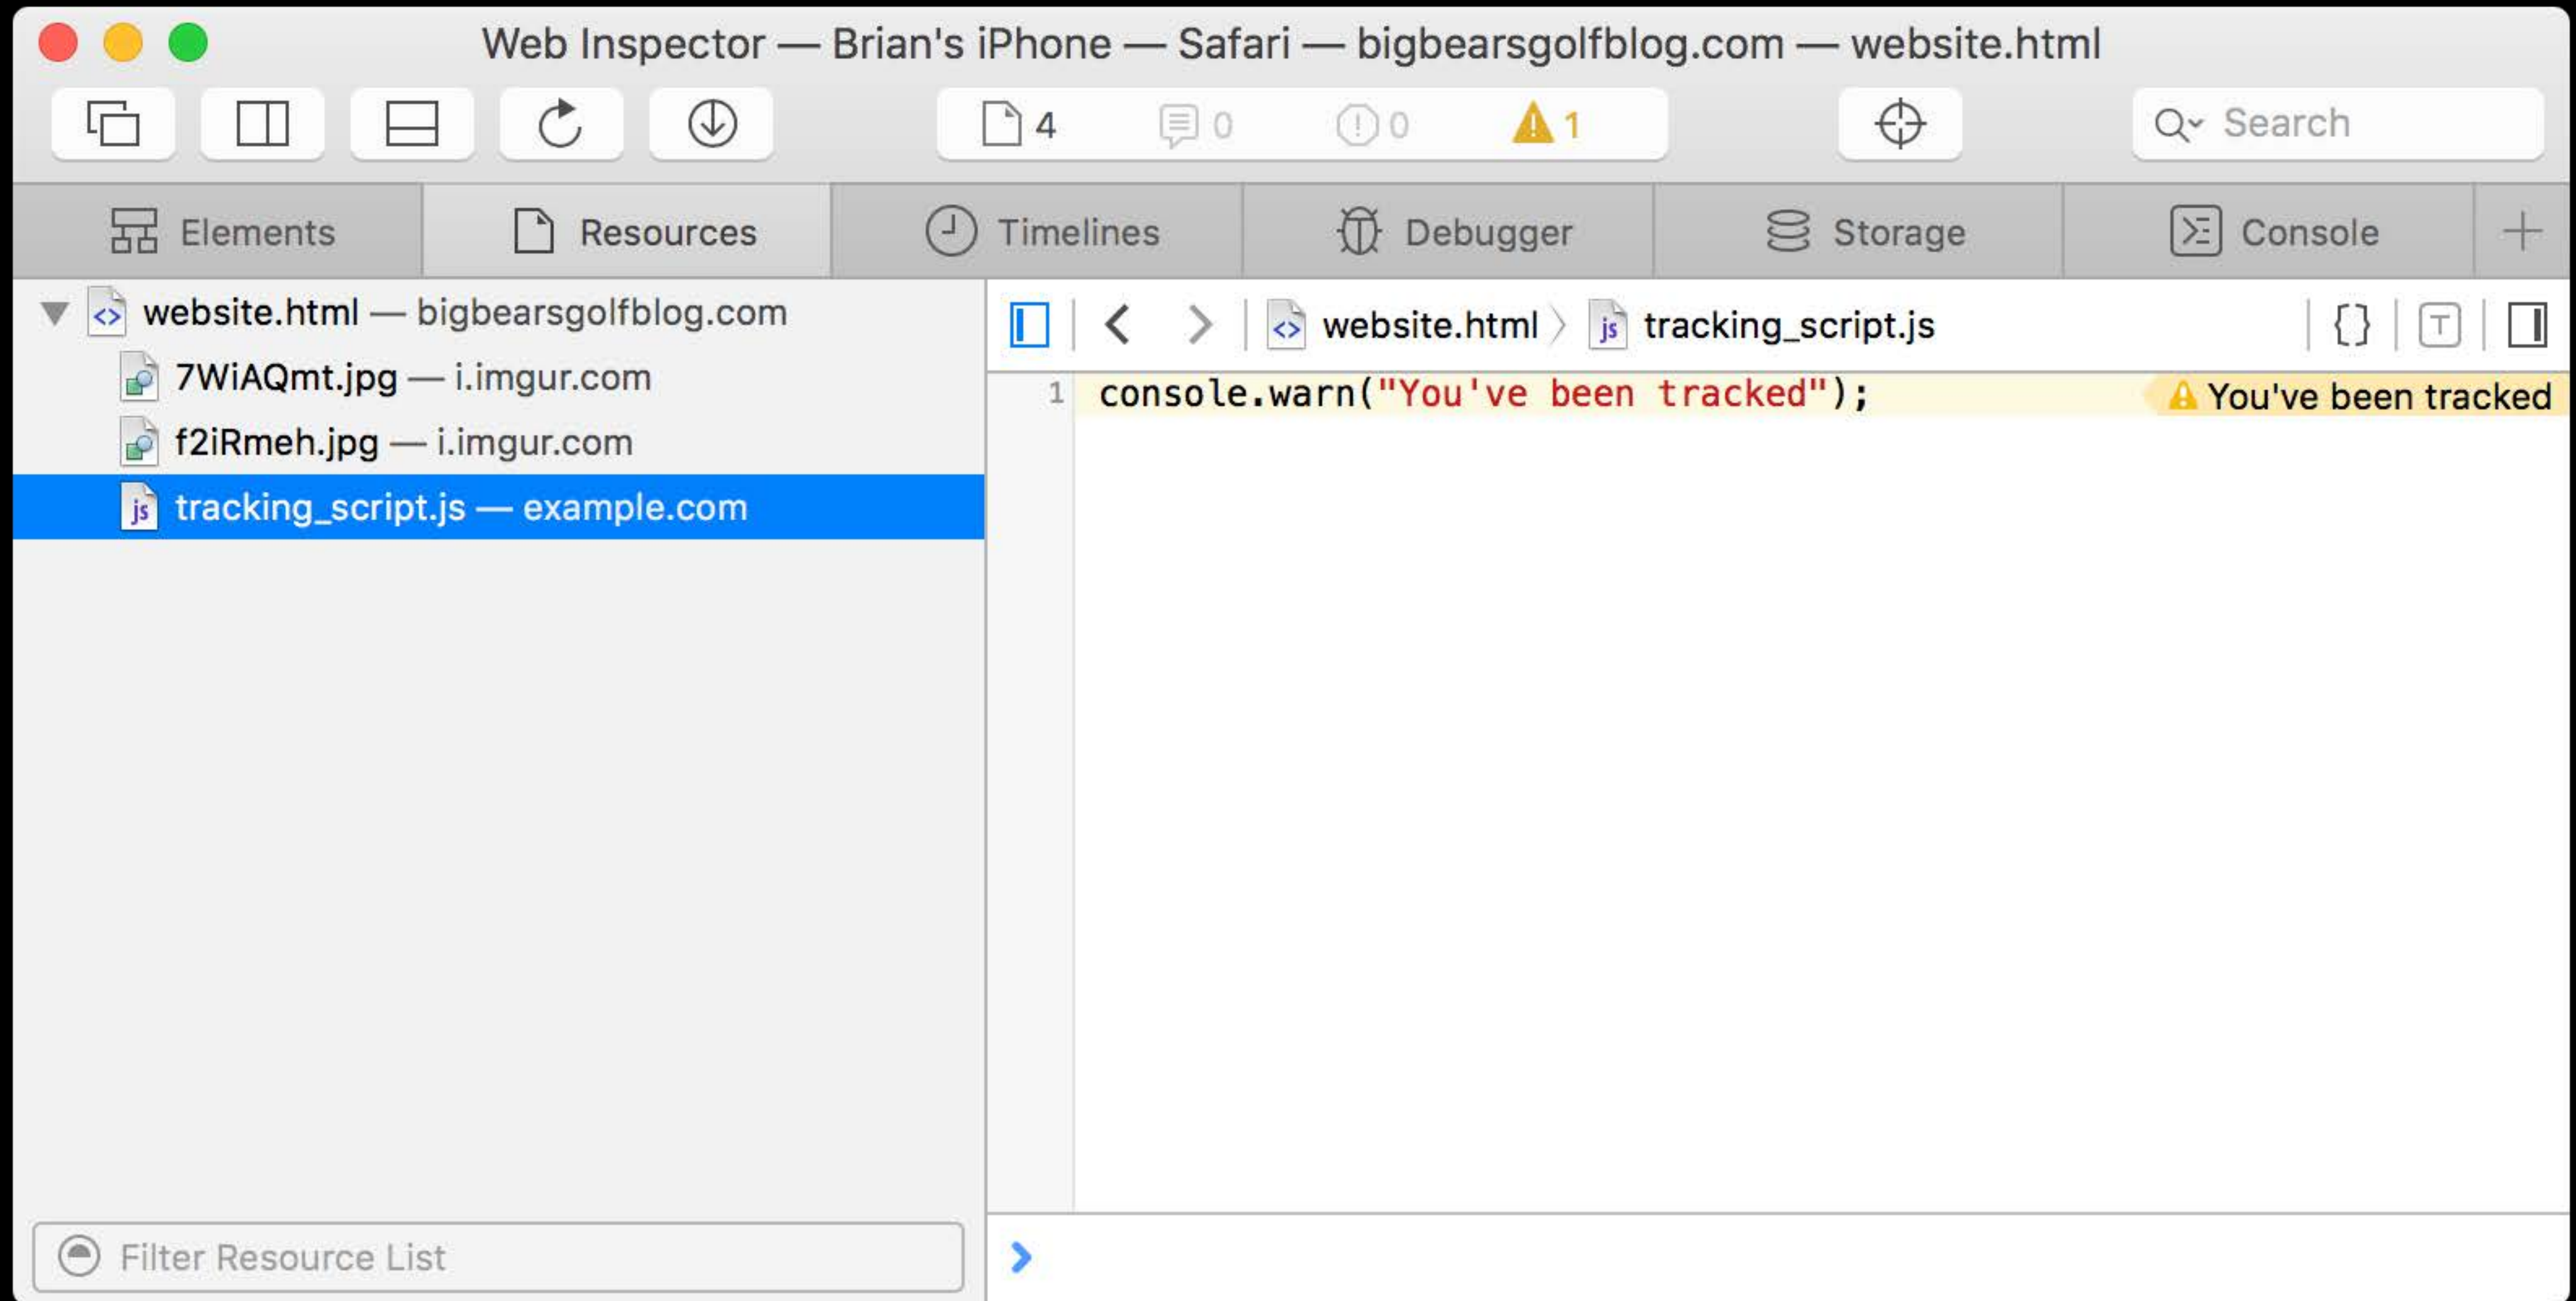 Web Inspector — Brian's iPhone — Safari — bigbearsgolfblog.com — website.html
4 0 0 1 Search
Elements Resources Timelines Debugger Storage Console
website.html — bigbearsgolfblog.com
7WiAQmt.jpg — i.imgur.com
f2iRmeh.jpg — i.imgur.com
js tracking_script.js — example.com
website.html js tracking_script.js {} T
1 console.warn("You've been tracked"); You've been tracked
Filter Resource List